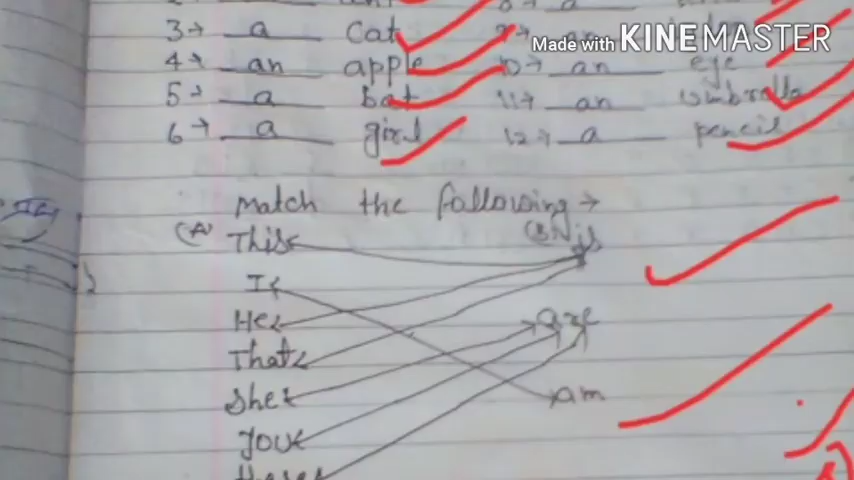 3→ a cat
4→ an apple 10→ an eye
5→ a bat 11→ an umbrella
6→ a girl 12→ a pencil
Made with KINEMASTER
match the following →
(A) This (B) is
I
He
That
She are
You am